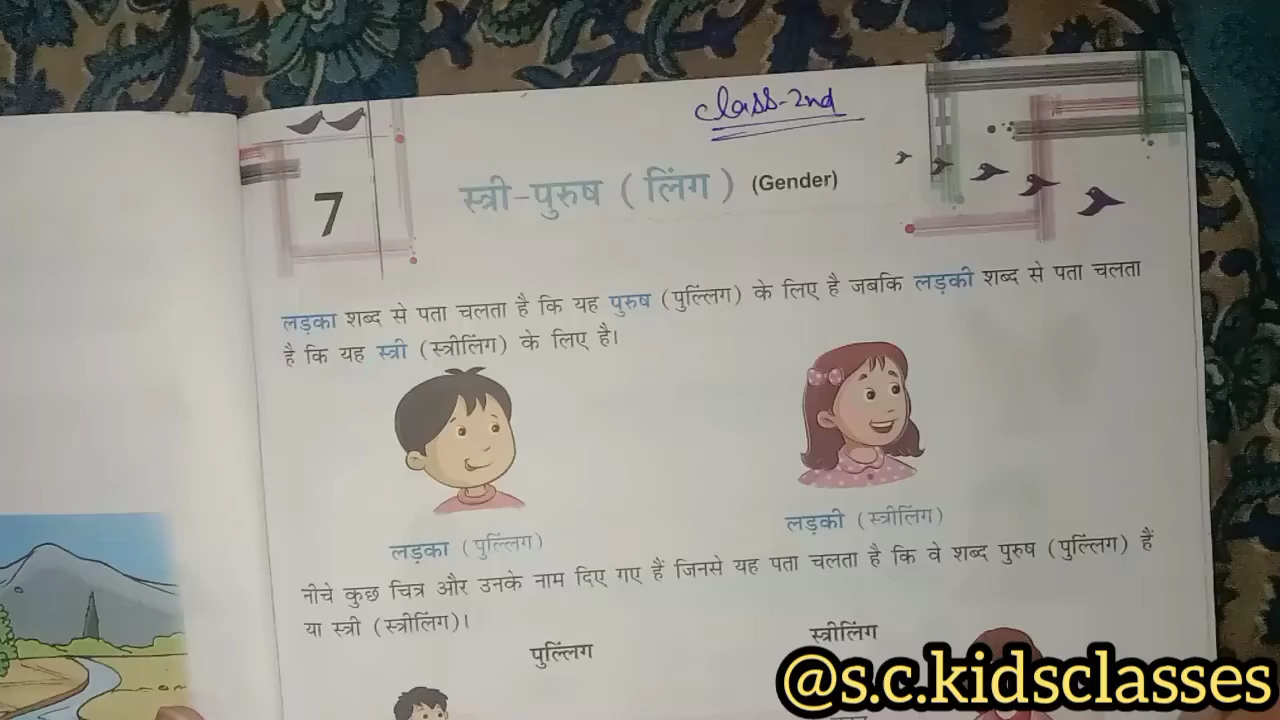 Class-2nd
7
स्त्री-पुरुष (लिंग) (Gender)
लड़का शब्द से पता चलता है कि यह पुरुष (पुल्लिंग) के लिए है जबकि लड़की शब्द से पता चलता
है कि यह स्त्री (स्त्रीलिंग) के लिए है।
लड़का (पुल्लिंग)
लड़की (स्त्रीलिंग)
नीचे कुछ चित्र और उनके नाम दिए गए हैं जिनसे यह पता चलता है कि वे शब्द पुरुष (पुल्लिंग) हैं
या स्त्री (स्त्रीलिंग)।
पुल्लिंग
स्त्रीलिंग
@s.c.kidsclasses